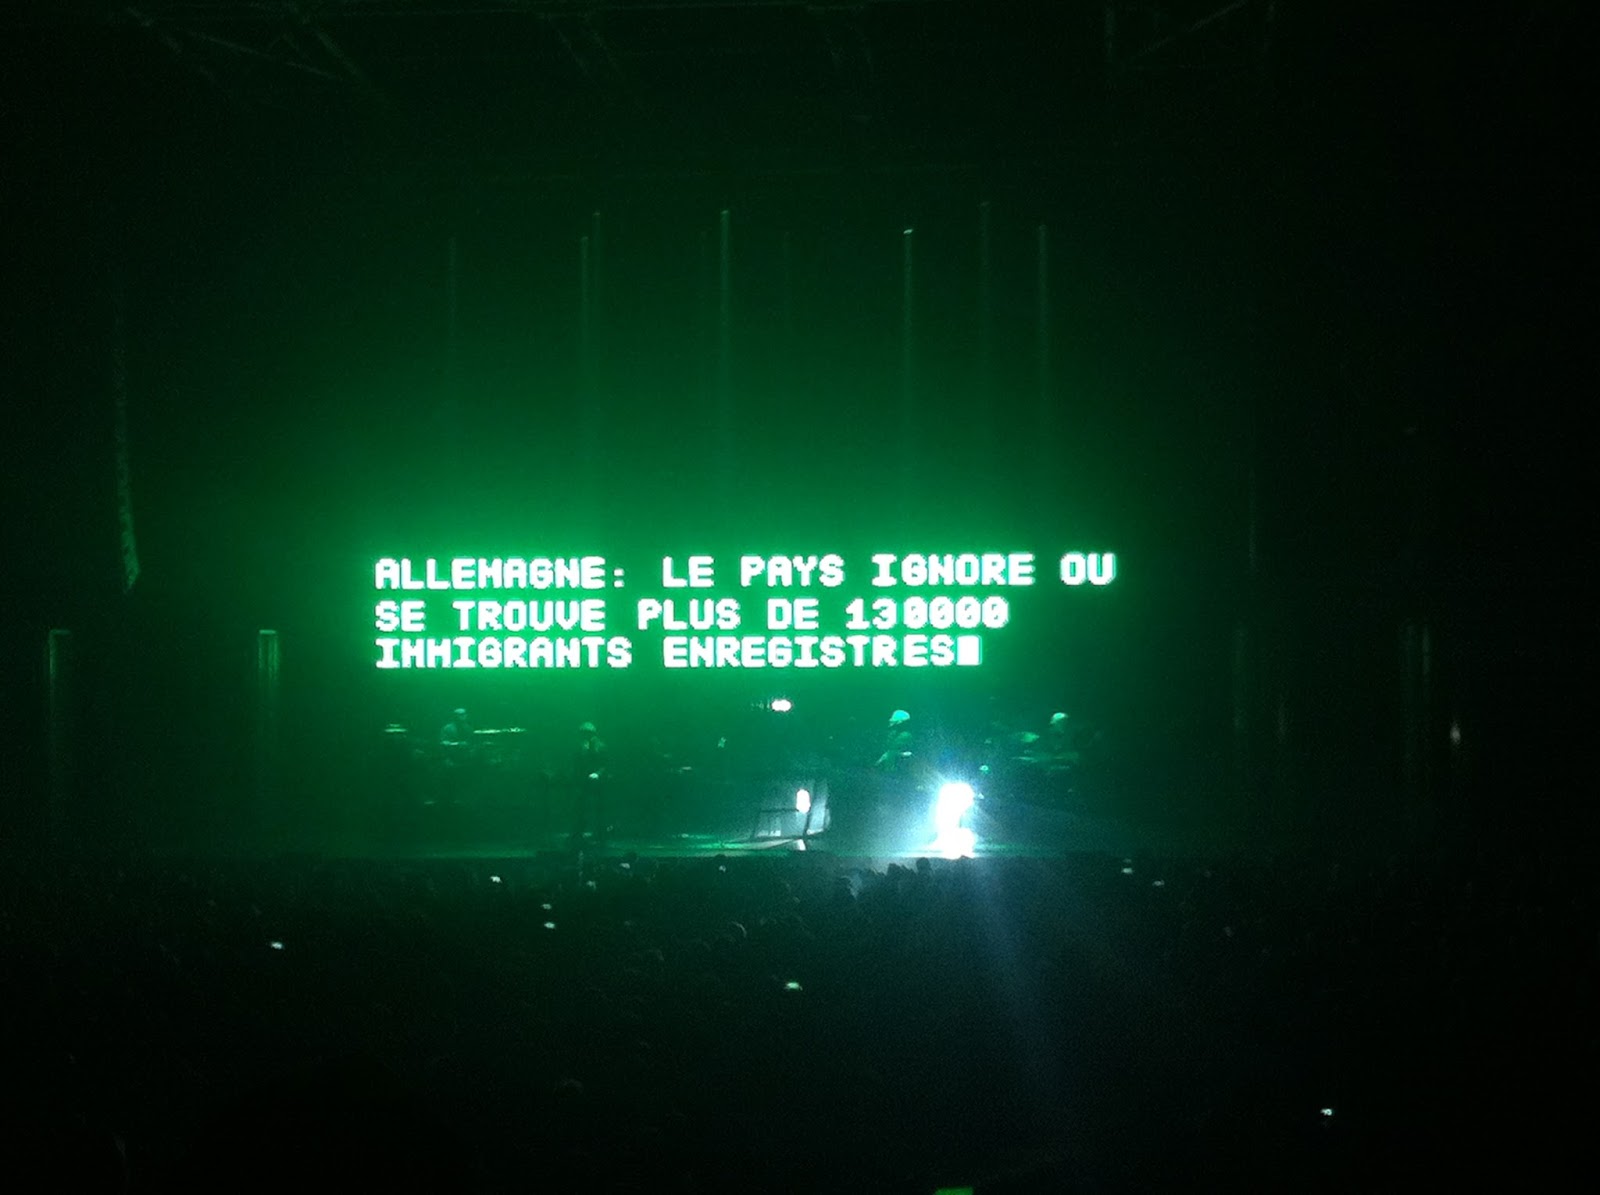 ALLEMAGNE: LE PAYS IGNORE OU
SE TROUVE PLUS DE 130000
IMMIGRANTS ENREGISTRES